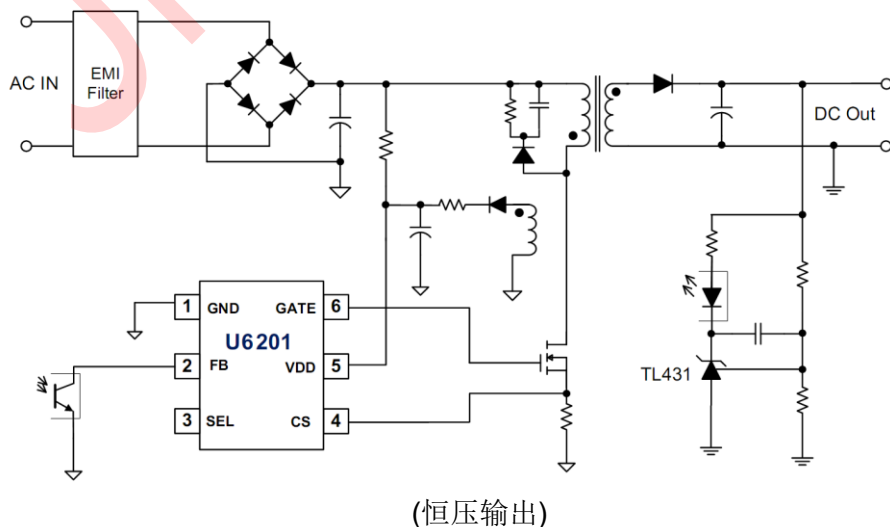 AC IN
EMI
Filter
DC Out
1 GND GATE 6
U6201
2 FB VDD 5
3 SEL CS 4
TL431
(恒压输出)